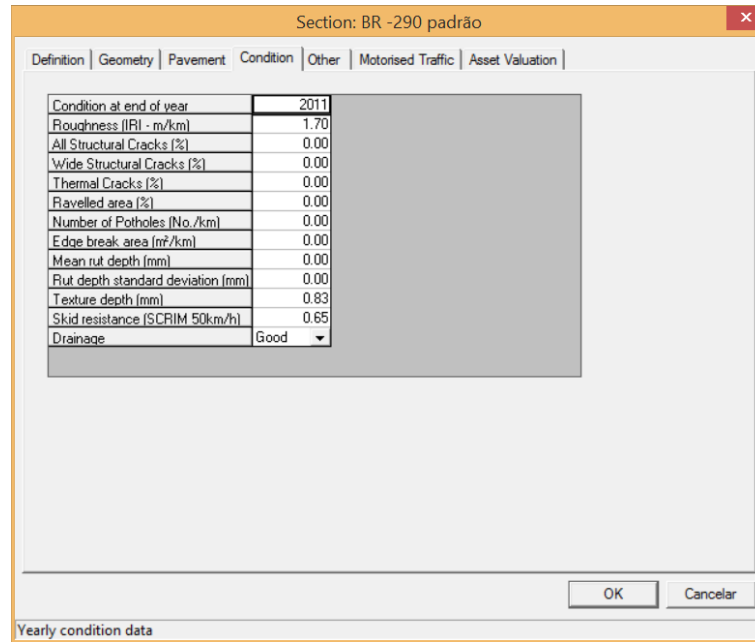 Section: BR -290 padrão
x
Definition Geometry Pavement Condition Other Motorised Traffic Asset Valuation
Condition at end of year 2011
Roughness (IRI - m/km) 1.70
All Structural Cracks (%) 0.00
Wide Structural Cracks (%) 0.00
Thermal Cracks (%) 0.00
Ravelled area (%) 0.00
Number of Potholes (No./km) 0.00
Edge break area (m²/km) 0.00
Mean rut depth (mm) 0.00
Rut depth standard deviation (mm) 0.00
Texture depth (mm) 0.83
Skid resistance (SCRIM 50km/h) 0.65
Drainage Good
OK Cancelar
Yearly condition data